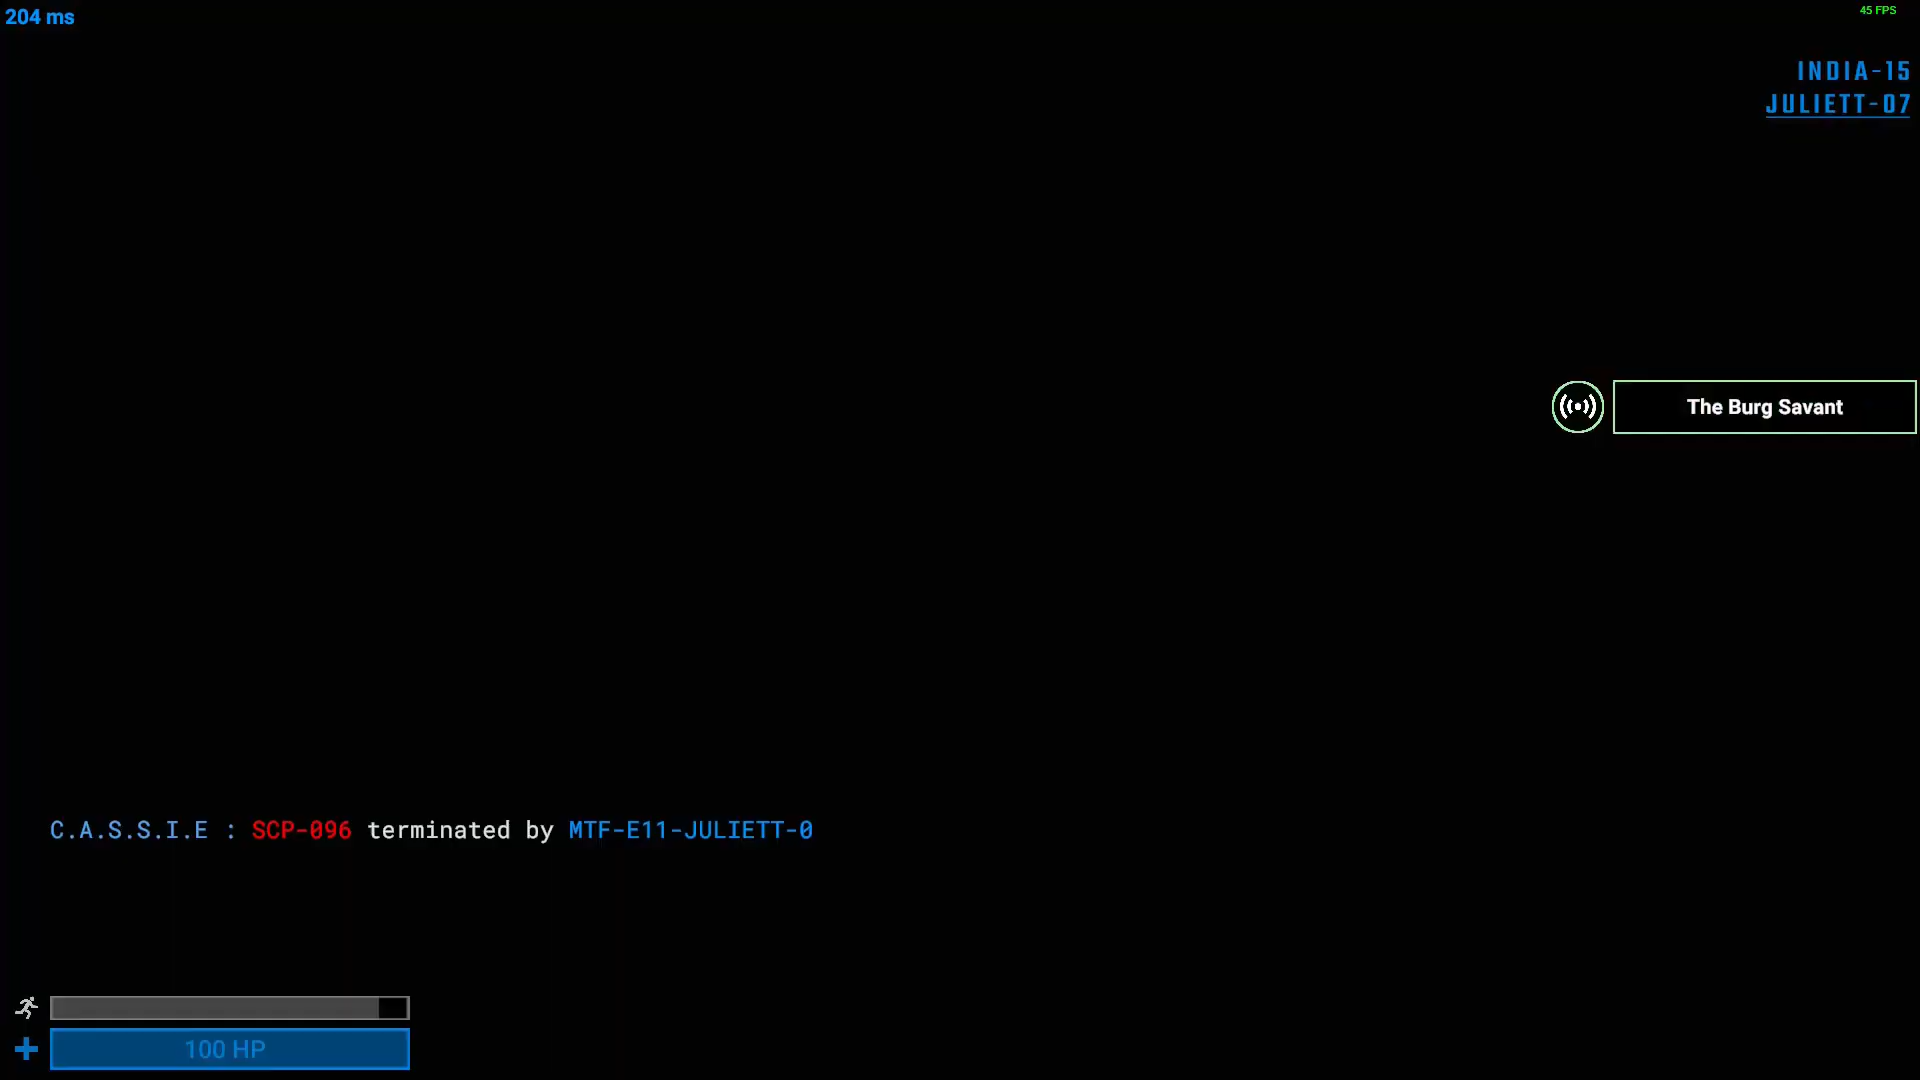 204 ms
45 FPS
INDIA-15
JULIETT-07
The Burg Savant
C.A.S.S.I.E : SCP-096 terminated by MTF-E11-JULIETT-0
100 HP